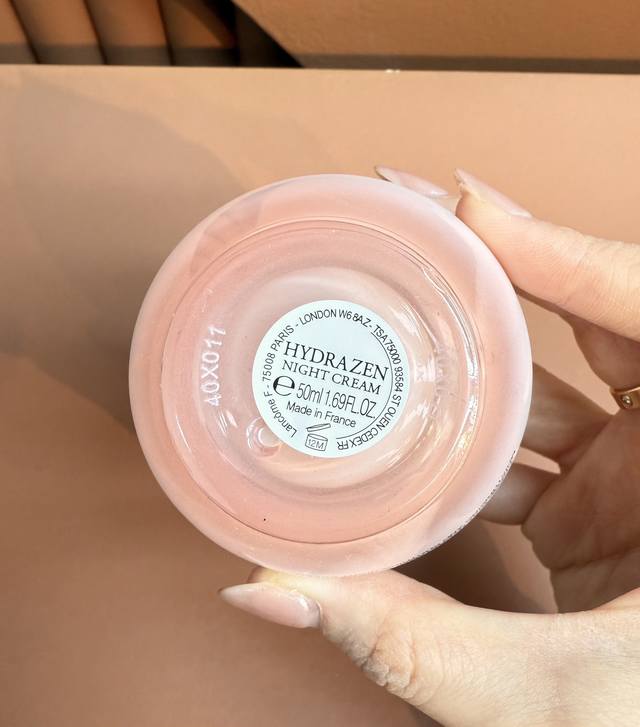 Lancôme F - 75008 PARIS - LONDON W6 8AZ - TSA 75000 93584 ST OUEN CEDEX FR
HYDRAZEN
NIGHT CREAM
e 50ml 1.69FL.OZ.
Made in France
12M
40X011